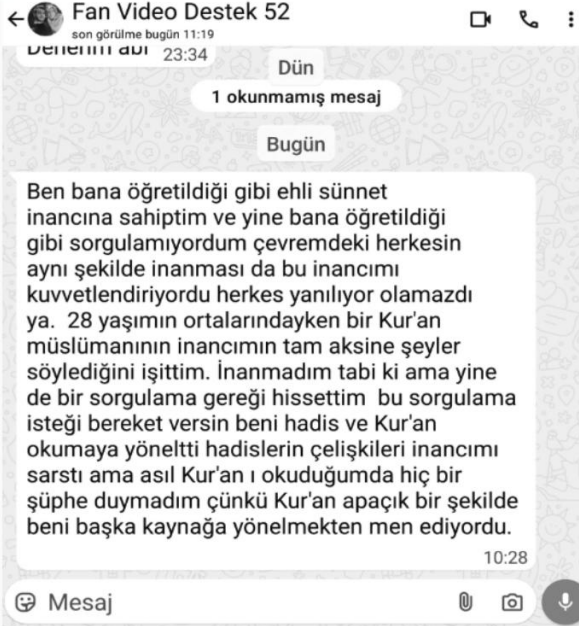 Fan Video Destek 52
son görülme bugün 11:19
Denerim abi 23:34
Dün
1 okunmamış mesaj
Bugün
Ben bana öğretildiği gibi ehli sünnet
inancına sahiptim ve yine bana öğretildiği
gibi sorgulamıyordum çevremdeki herkesin
aynı şekilde inanması da bu inancımı
kuvvetlendiriyordu herkes yanılıyor olamazdı
ya.  28 yaşımın ortalarındayken bir Kur'an
müslümanının inancımın tam aksine şeyler
söylediğini işittim. İnanmadım tabi ki ama yine
de bir sorgulama gereği hissettim  bu sorgulama
isteği bereket versin beni hadis ve Kur'an
okumaya yöneltti hadislerin çelişkileri inancımı
sarstı ama asıl Kur'an ı okuduğumda hiç bir
şüphe duymadım çünkü Kur'an apaçık bir şekilde
beni başka kaynağa yönelmekten men ediyordu.
10:28
Mesaj